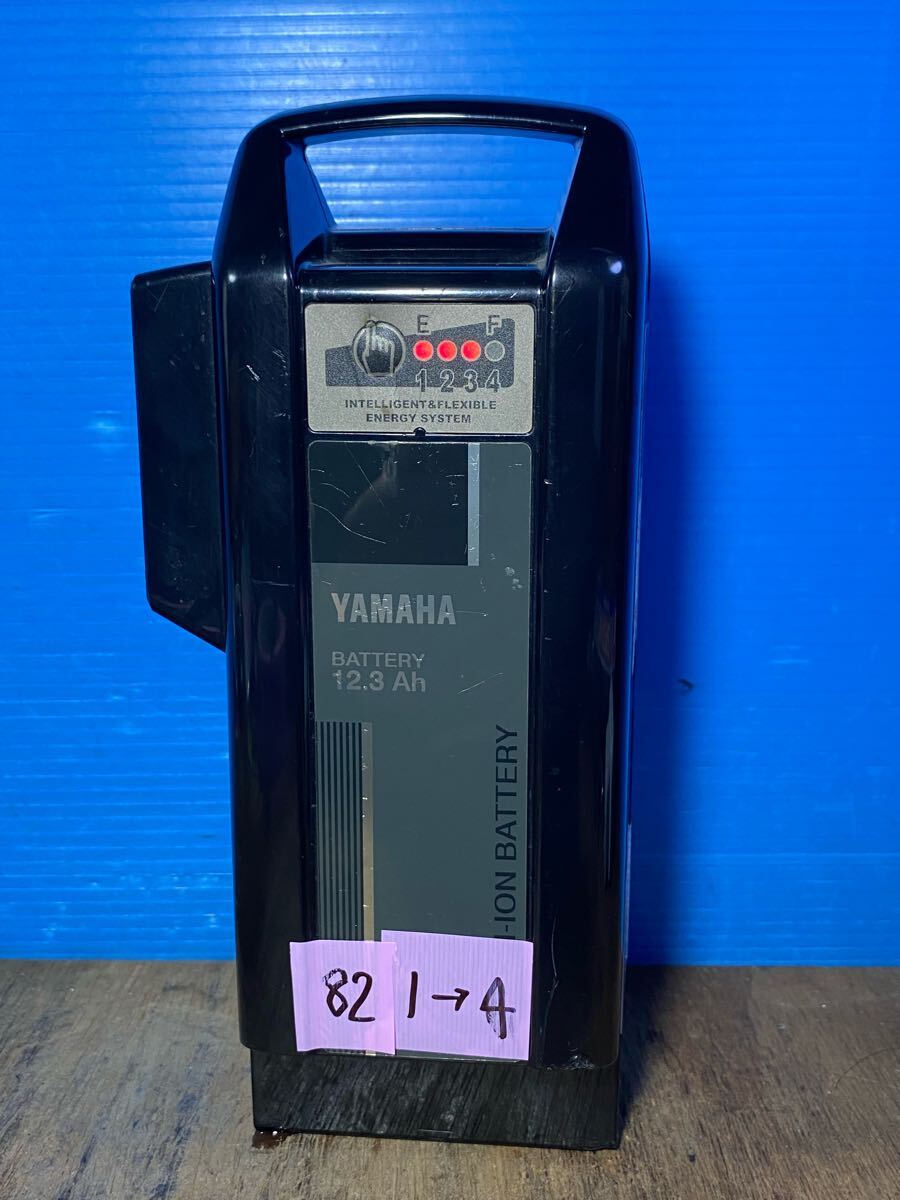 E F
1 2 3 4
INTELLIGENT&FLEXIBLE
ENERGY SYSTEM
YAMAHA
BATTERY
12.3 Ah
-ION BATTERY
82
1→4